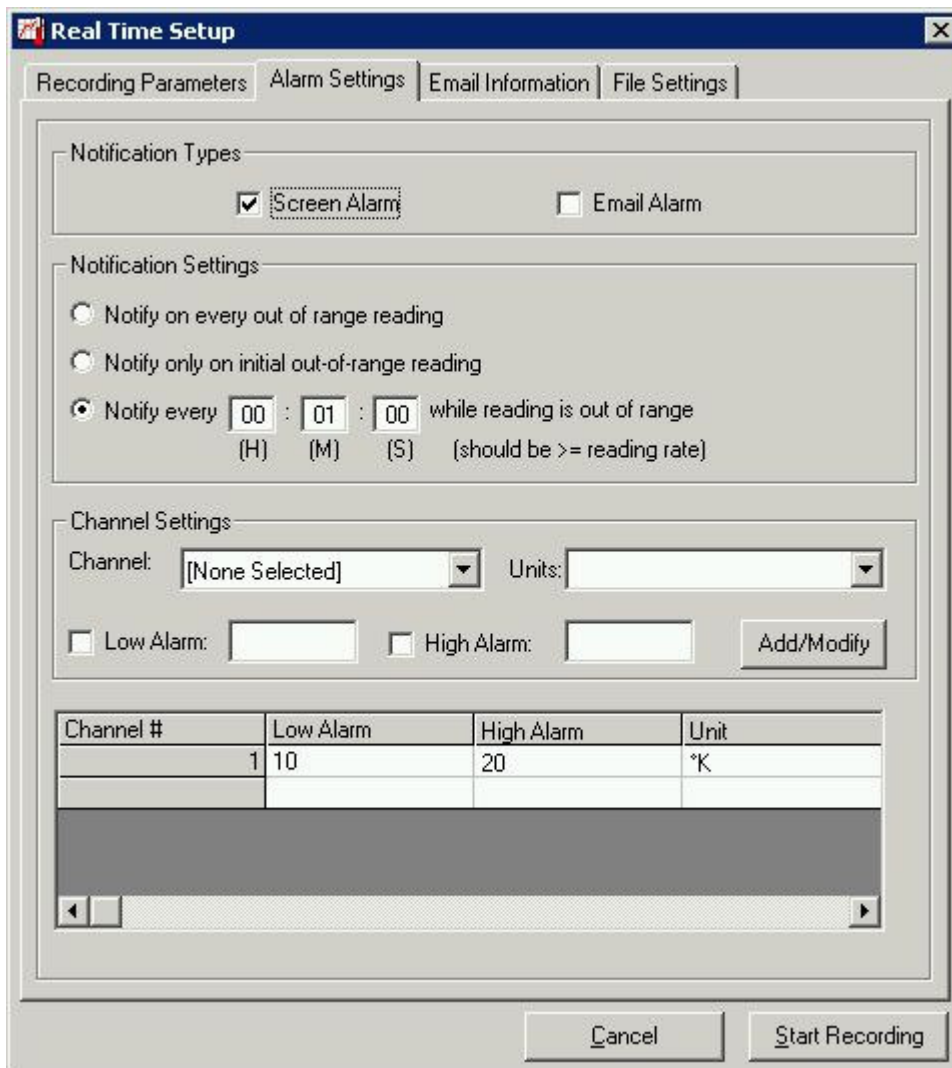 Real Time Setup
Recording Parameters Alarm Settings Email Information File Settings
Notification Types
Screen Alarm Email Alarm
Notification Settings
Notify on every out of range reading
Notify only on initial out-of-range reading
Notify every 00 : 01 : 00 while reading is out of range
(H) (M) (S) (should be >= reading rate)
Channel Settings
Channel: [None Selected] Units:
Low Alarm: High Alarm: Add/Modify
Channel # Low Alarm High Alarm Unit
1 10 20 °K
Cancel Start Recording